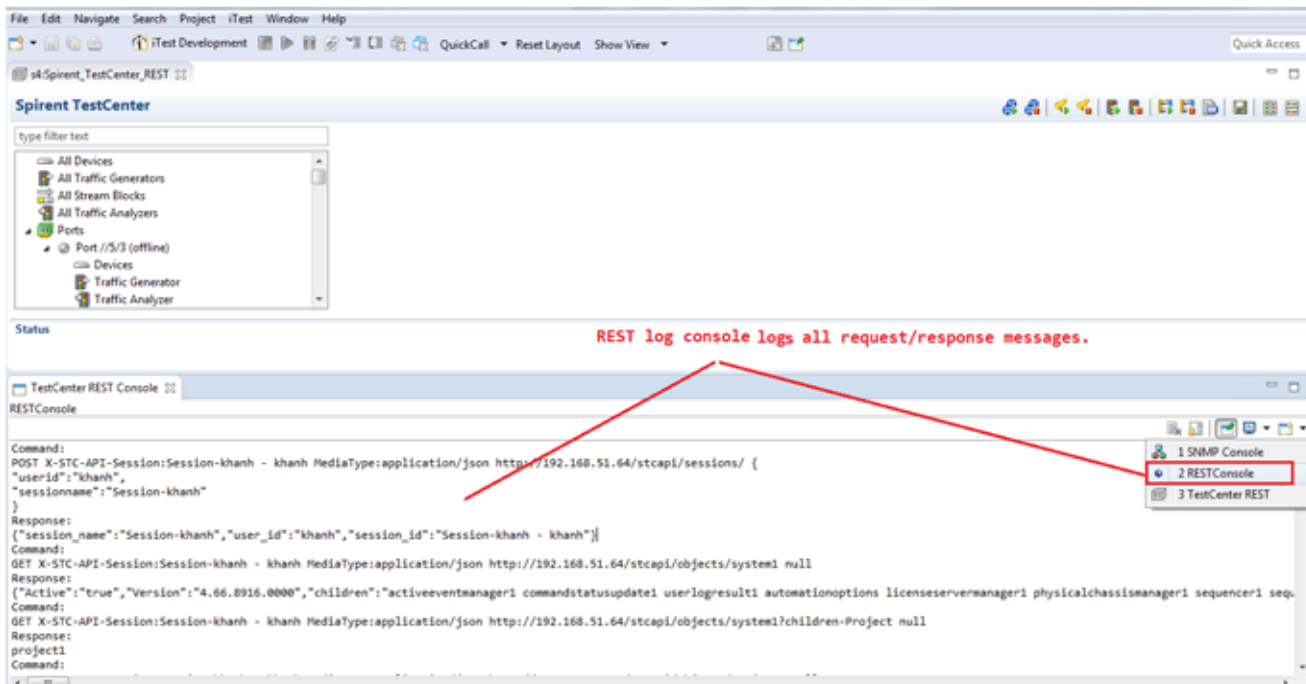 File Edit Navigate Search Project iTest Window Help
iTest Development QuickCall Reset Layout Show View Quick Access
s4:Spirent_TestCenter_REST
Spirent TestCenter
type filter text
All Devices
All Traffic Generators
All Stream Blocks
All Traffic Analyzers
Ports
Port //5/3 (offline)
Devices
Traffic Generator
Traffic Analyzer
Status
REST log console logs all request/response messages.
TestCenter REST Console
RESTConsole
1 SNMP Console
2 RESTConsole
3 TestCenter REST
Command:
POST X-STC-API-Session:Session-khanh - khanh MediaType:application/json http://192.168.51.64/stcapi/sessions/ {
"userid":"khanh",
"sessionname":"Session-khanh"
}
Response:
{"session_name":"Session-khanh","user_id":"khanh","session_id":"Session-khanh - khanh"}
Command:
GET X-STC-API-Session:Session-khanh - khanh MediaType:application/json http://192.168.51.64/stcapi/objects/system1 null
Response:
{"Active":"true","Version":"4.66.8916.0000","children":"activeeventmanager1 commandstatusupdate1 userlogresult1 automationoptions licenseservermanager1 physicalchassismanager1 sequencer1 sequ
Command:
GET X-STC-API-Session:Session-khanh - khanh MediaType:application/json http://192.168.51.64/stcapi/objects/system1?children-Project null
Response:
project1
Command: